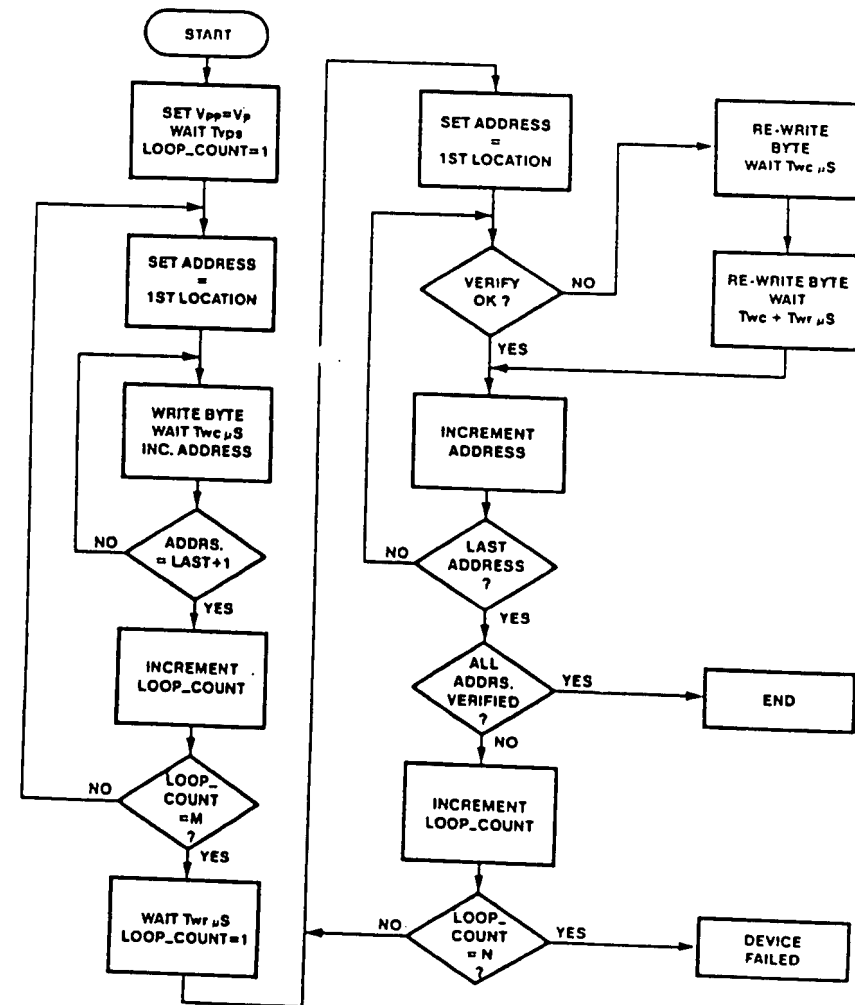 START
SET Vpp=Vp
WAIT Tvps
LOOP_COUNT=1
SET ADDRESS
=
1ST LOCATION
WRITE BYTE
WAIT Twc µS
INC. ADDRESS
NO
ADDRS.
= LAST+1
YES
INCREMENT
LOOP_COUNT
NO
LOOP_
COUNT
=M
?
YES
WAIT Twr µS
LOOP_COUNT=1
SET ADDRESS
=
1ST LOCATION
VERIFY
OK ?
NO
YES
RE-WRITE
BYTE
WAIT Twc µS
RE-WRITE BYTE
WAIT
Twc + Twr µS
INCREMENT
ADDRESS
NO
LAST
ADDRESS
?
YES
ALL
ADDRS.
VERIFIED
?
YES
END
NO
INCREMENT
LOOP_COUNT
NO
LOOP_
COUNT
= N
?
YES
DEVICE
FAILED